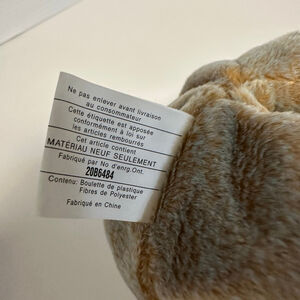 Ne pas enlever avant livraison
au consommateur
Cette étiquette est apposée
conformément à loi sur
les articles rembourrés
Cet article contient
MATERIAU NEUF SEULEMENT
Fabriqué par No d'enrg.Ont.
20B6484
Contenu: Boulette de plastique
Fibres de Polyester
Fabriqué en Chine